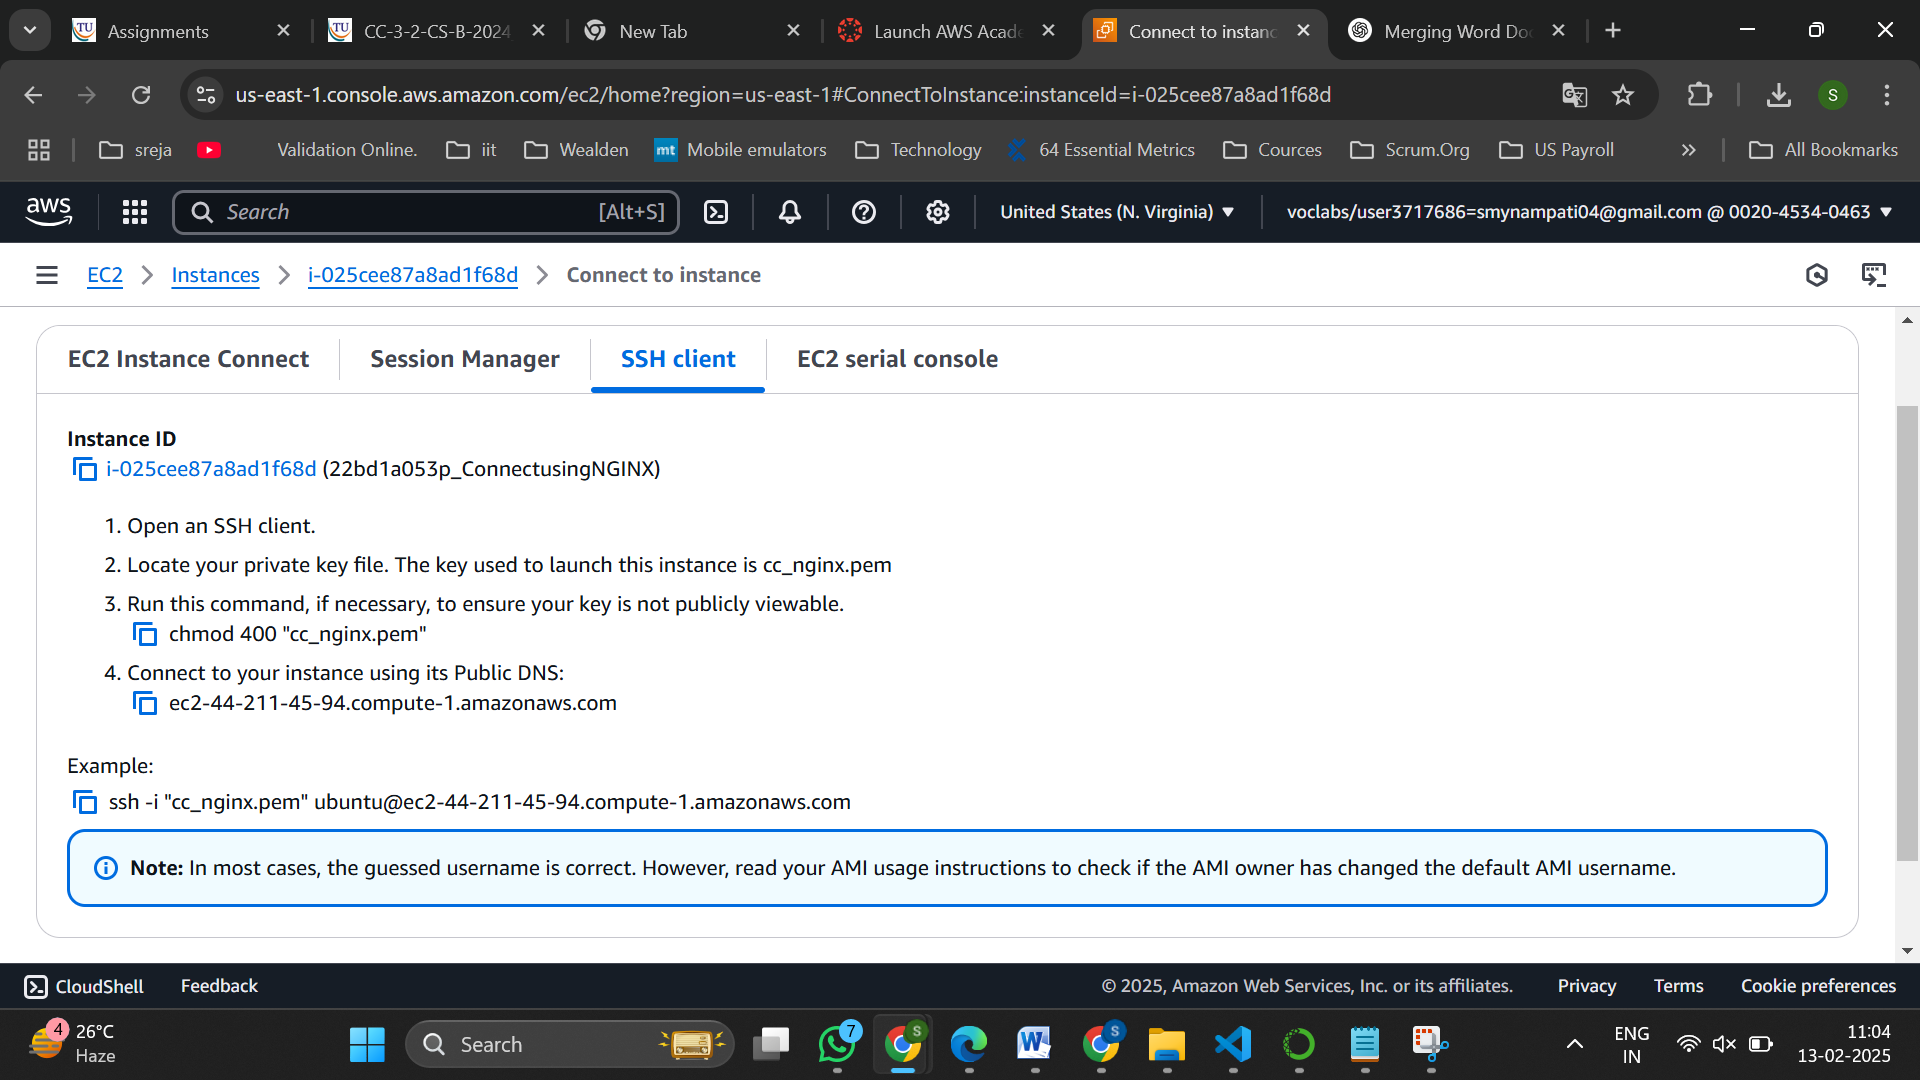 Assignments
CC-3-2-CS-B-2024
New Tab
Launch AWS Acade
Connect to instanc
Merging Word Doc
us-east-1.console.aws.amazon.com/ec2/home?region=us-east-1#ConnectToInstance:instanceId=i-025cee87a8ad1f68d
S
sreja
Validation Online.
iit
Wealden
mt
Mobile emulators
Technology
64 Essential Metrics
Cources
Scrum.Org
US Payroll
All Bookmarks
aws
Search
[Alt+S]
United States (N. Virginia)
voclabs/user3717686=smynampati04@gmail.com @ 0020-4534-0463
EC2
Instances
i-025cee87a8ad1f68d
Connect to instance
EC2 Instance Connect
Session Manager
SSH client
EC2 serial console
Instance ID
i-025cee87a8ad1f68d (22bd1a053p_ConnectusingNGINX)
1. Open an SSH client.
2. Locate your private key file. The key used to launch this instance is cc_nginx.pem
3. Run this command, if necessary, to ensure your key is not publicly viewable.
chmod 400 "cc_nginx.pem"
4. Connect to your instance using its Public DNS:
ec2-44-211-45-94.compute-1.amazonaws.com
Example:
ssh -i "cc_nginx.pem" ubuntu@ec2-44-211-45-94.compute-1.amazonaws.com
Note: In most cases, the guessed username is correct. However, read your AMI usage instructions to check if the AMI owner has changed the default AMI username.
CloudShell
Feedback
© 2025, Amazon Web Services, Inc. or its affiliates.
Privacy
Terms
Cookie preferences
4
26°C
Haze
Search
7
S
S
ENG
IN
11:04
13-02-2025